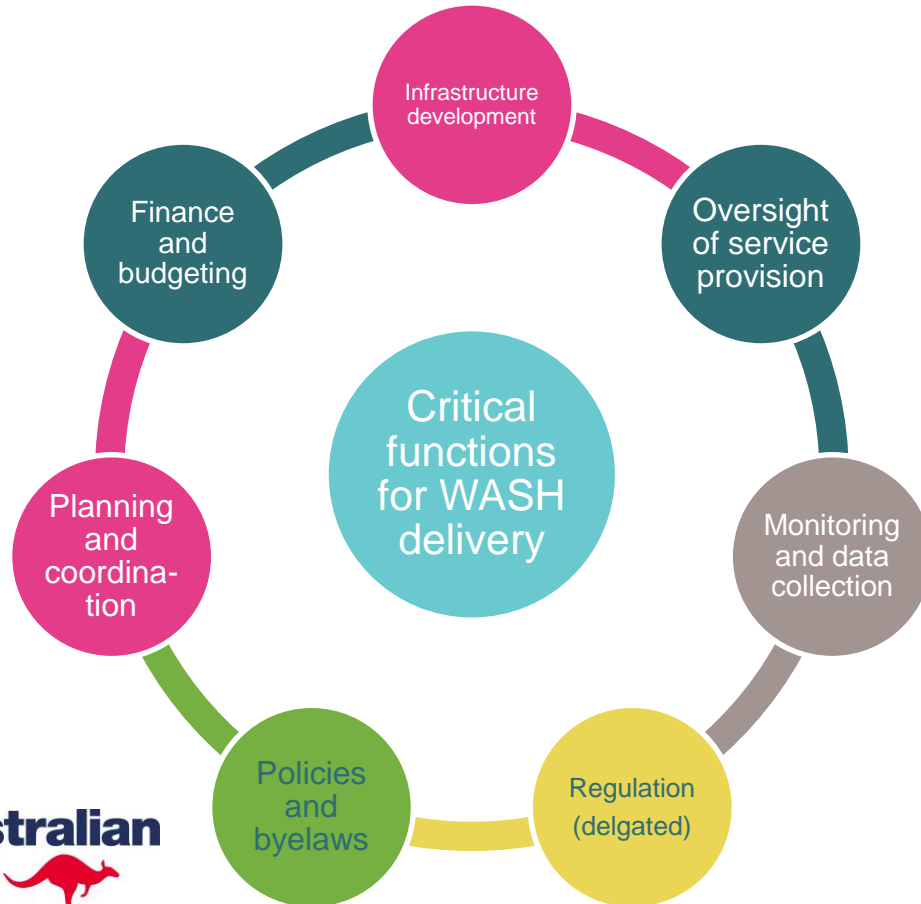 Infrastructure
development
Finance
and
budgeting
Oversight
of service
provision
Critical
functions
for WASH
delivery
Planning
and
coordina-
tion
Monitoring
and data
collection
Policies
and
byelaws
Regulation
(delgated)
stralian